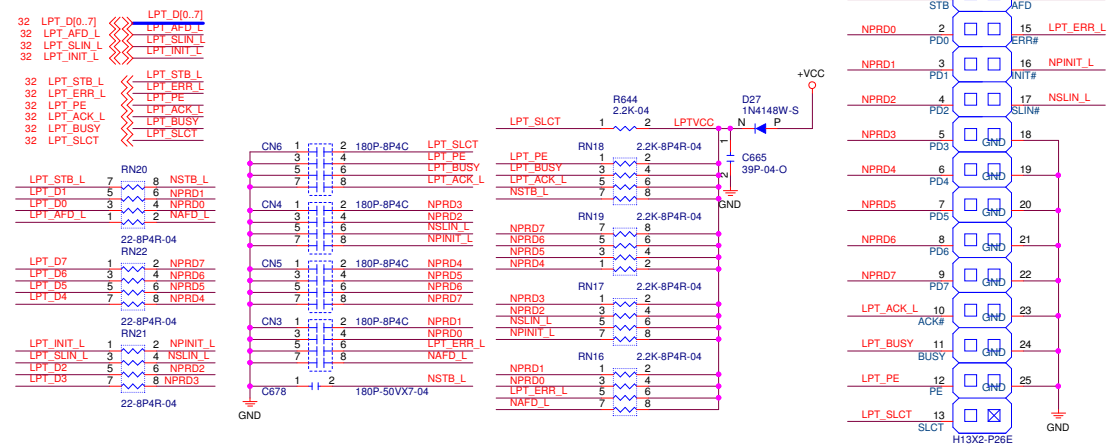 32 LPT_D[0..7] LPT_D[0..7]
32 LPT_AFD_L LPT_AFD_L
32 LPT_SLIN_L LPT_SLIN_L
32 LPT_INIT_L LPT_INIT_L
32 LPT_STB_L LPT_STB_L
32 LPT_ERR_L LPT_ERR_L
32 LPT_PE LPT_PE
32 LPT_ACK_L LPT_ACK_L
32 LPT_BUSY LPT_BUSY
32 LPT_SLCT LPT_SLCT
RN20
LPT_STB_L 7 8 NSTB_L
LPT_D1 5 6 NPRD1
LPT_D0 3 4 NPRD0
LPT_AFD_L 1 2 NAFD_L
22-8P4R-04
RN22
LPT_D7 1 2 NPRD7
LPT_D6 3 4 NPRD6
LPT_D5 5 6 NPRD5
LPT_D4 7 8 NPRD4
22-8P4R-04
RN21
LPT_INIT_L 1 2 NPINIT_L
LPT_SLIN_L 3 4 NSLIN_L
LPT_D2 5 6 NPRD2
LPT_D3 7 8 NPRD3
22-8P4R-04
CN6 1 2 180P-8P4C LPT_SLCT
3 4 LPT_PE
5 6 LPT_BUSY
7 8 LPT_ACK_L
CN4 1 2 180P-8P4C NPRD3
3 4 NPRD2
5 6 NSLIN_L
7 8 NPINIT_L
CN5 1 2 180P-8P4C NPRD4
3 4 NPRD5
5 6 NPRD6
7 8 NPRD7
CN3 1 2 180P-8P4C NPRD1
3 4 NPRD0
5 6 LPT_ERR_L
7 8 NAFD_L
C678 1 2 180P-50VX7-04 NSTB_L
GND
+VCC
R644
2.2K-04
D27
1N4148W-S
LPT_SLCT 1 2 LPTVCC N P
RN18 2.2K-8P4R-04
LPT_PE 1 2
LPT_BUSY 3 4
LPT_ACK_L 5 6
NSTB_L 7 8
1
C665
39P-04-O
2
GND
RN19 2.2K-8P4R-04
NPRD7 7 8
NPRD6 5 6
NPRD5 3 4
NPRD4 1 2
RN17 2.2K-8P4R-04
NPRD3 1 2
NPRD2 3 4
NSLIN_L 5 6
NPINIT_L 7 8
RN16 2.2K-8P4R-04
NPRD1 1 2
NPRD0 3 4
LPT_ERR_L 5 6
NAFD_L 7 8
STB AFD
NPRD0 2 PD0 15 ERR# LPT_ERR_L
NPRD1 3 PD1 16 INIT# NPINIT_L
NPRD2 4 PD2 17 SLIN# NSLIN_L
NPRD3 5 PD3 GND 18
NPRD4 6 PD4 GND 19
NPRD5 7 PD5 GND 20
NPRD6 8 PD6 GND 21
NPRD7 9 PD7 GND 22
LPT_ACK_L 10 ACK# GND 23
LPT_BUSY 11 BUSY GND 24
LPT_PE 12 PE GND 25
LPT_SLCT 13 SLCT
GND
H13X2-P26E